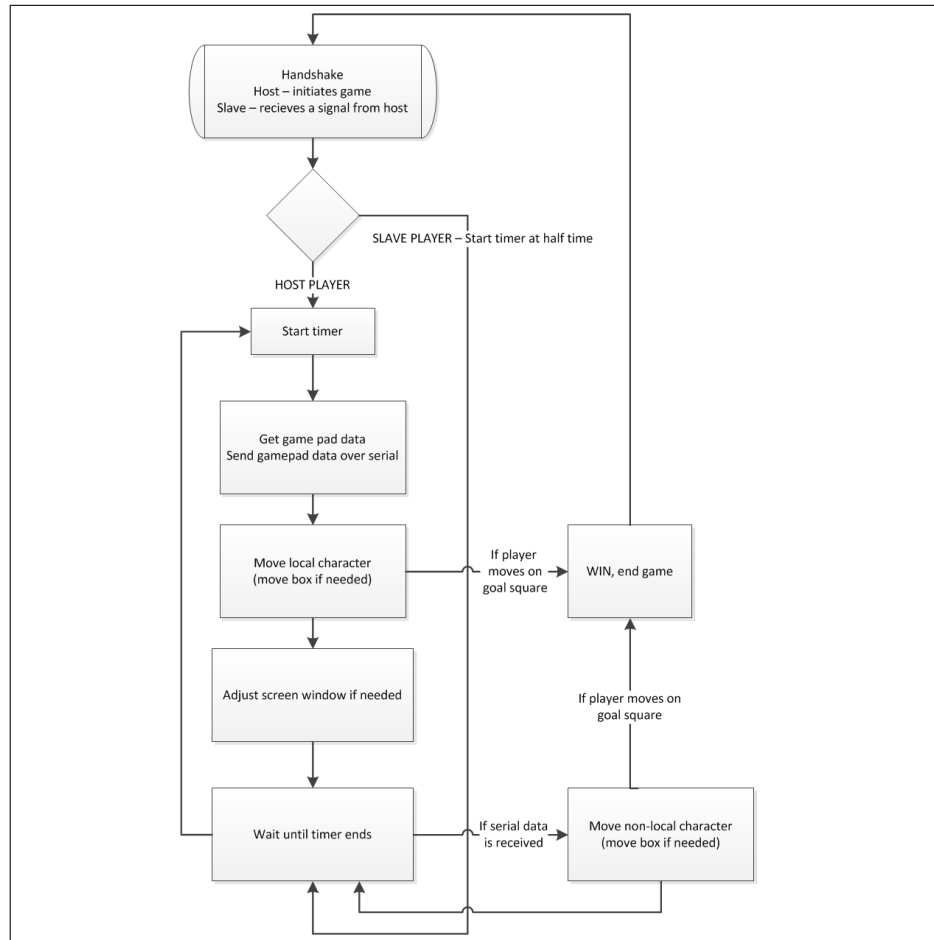 Handshake
Host – initiates game
Slave – recieves a signal from host
SLAVE PLAYER – Start timer at half time
HOST PLAYER
Start timer
Get game pad data
Send gamepad data over serial
Move local character
(move box if needed)
If player
moves on
goal square
WIN, end game
Adjust screen window if needed
If player moves on
goal square
Wait until timer ends
If serial data
is received
Move non-local character
(move box if needed)